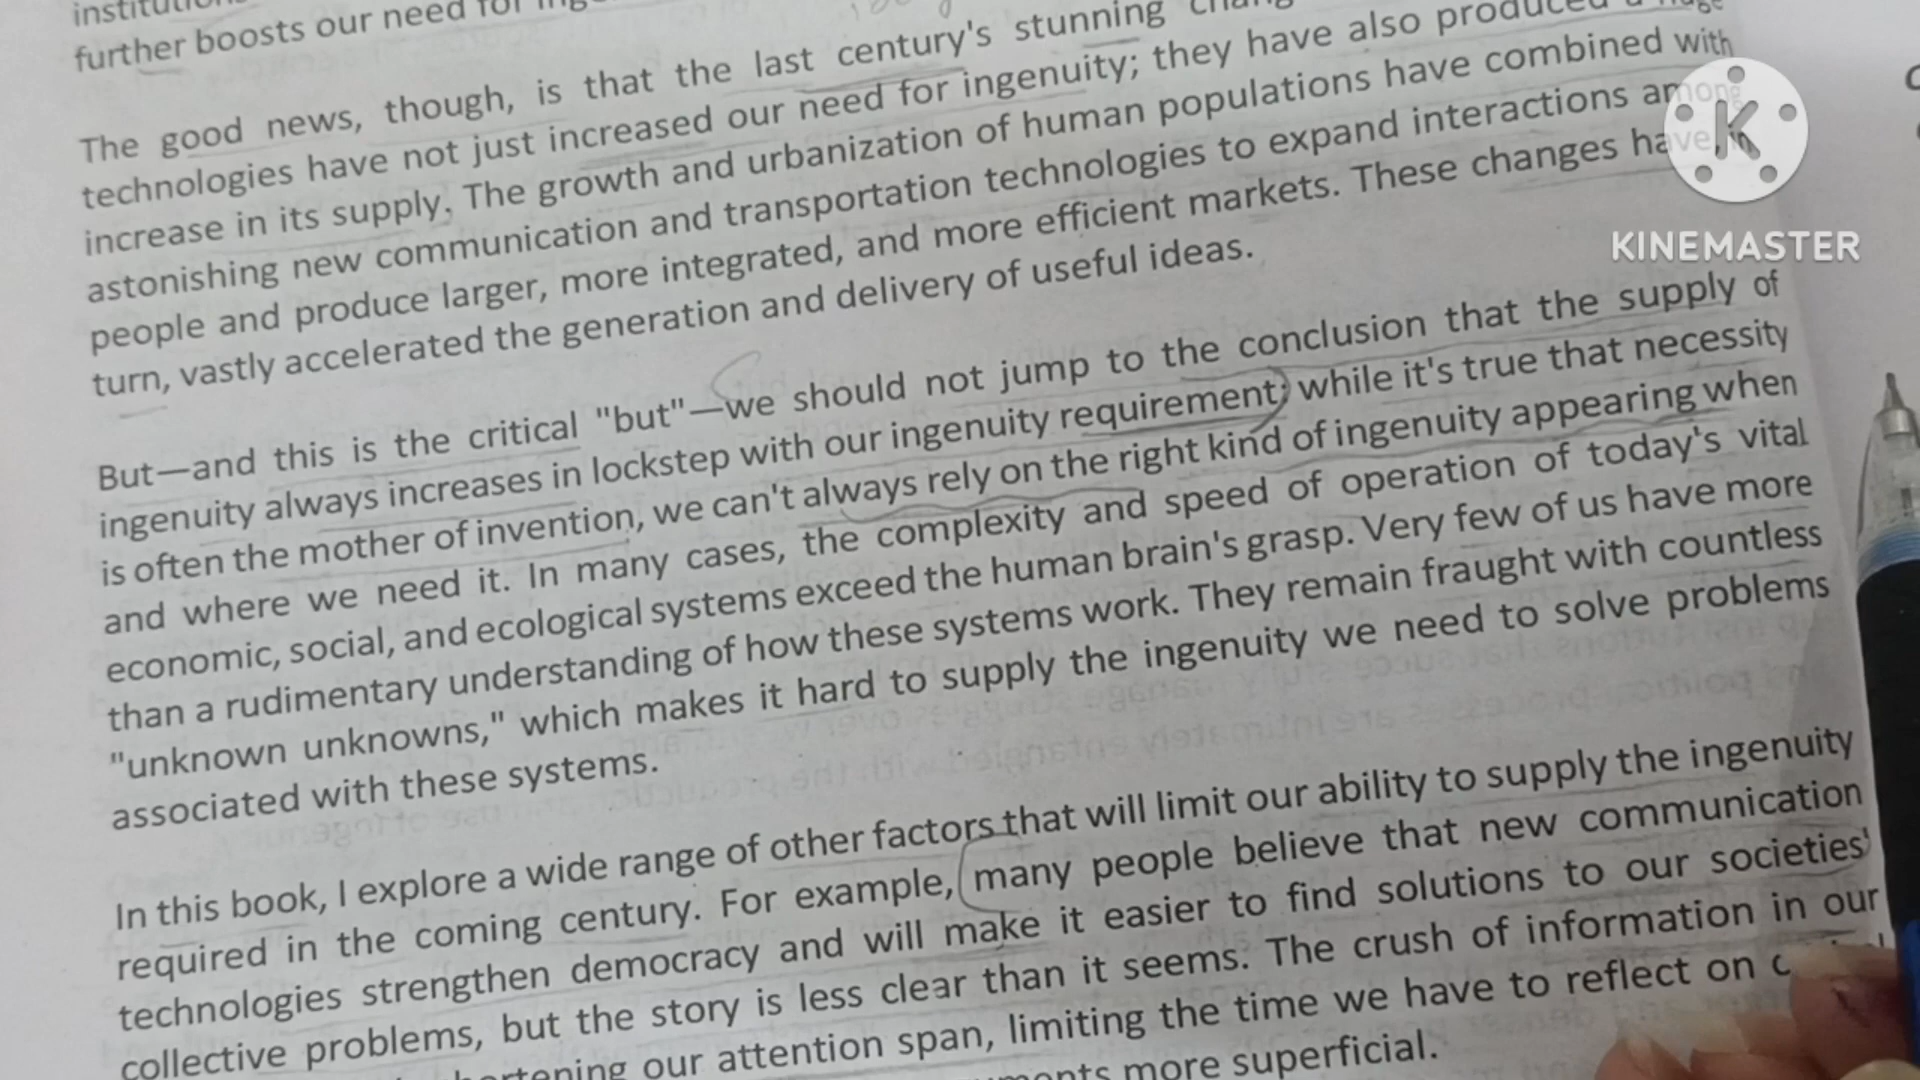 further boosts our need for
The good news, though, is that the last century's stunning
technologies have not just increased our need for ingenuity; they have also produced a huge
increase in its supply. The growth and urbanization of human populations have combined with
astonishing new communication and transportation technologies to expand interactions among
people and produce larger, more integrated, and more efficient markets. These changes have, in
turn, vastly accelerated the generation and delivery of useful ideas.
But—and this is the critical "but"—we should not jump to the conclusion that the supply of
ingenuity always increases in lockstep with our ingenuity requirement; while it's true that necessity
is often the mother of invention, we can't always rely on the right kind of ingenuity appearing when
and where we need it. In many cases, the complexity and speed of operation of today's vital
economic, social, and ecological systems exceed the human brain's grasp. Very few of us have more
than a rudimentary understanding of how these systems work. They remain fraught with countless
"unknown unknowns," which makes it hard to supply the ingenuity we need to solve problems
associated with these systems.
In this book, I explore a wide range of other factors that will limit our ability to supply the ingenuity
required in the coming century. For example, many people believe that new communication
technologies strengthen democracy and will make it easier to find solutions to our societies'
collective problems, but the story is less clear than it seems. The crush of information in our
our attention span, limiting the time we have to reflect on
more superficial.
KINEMASTER